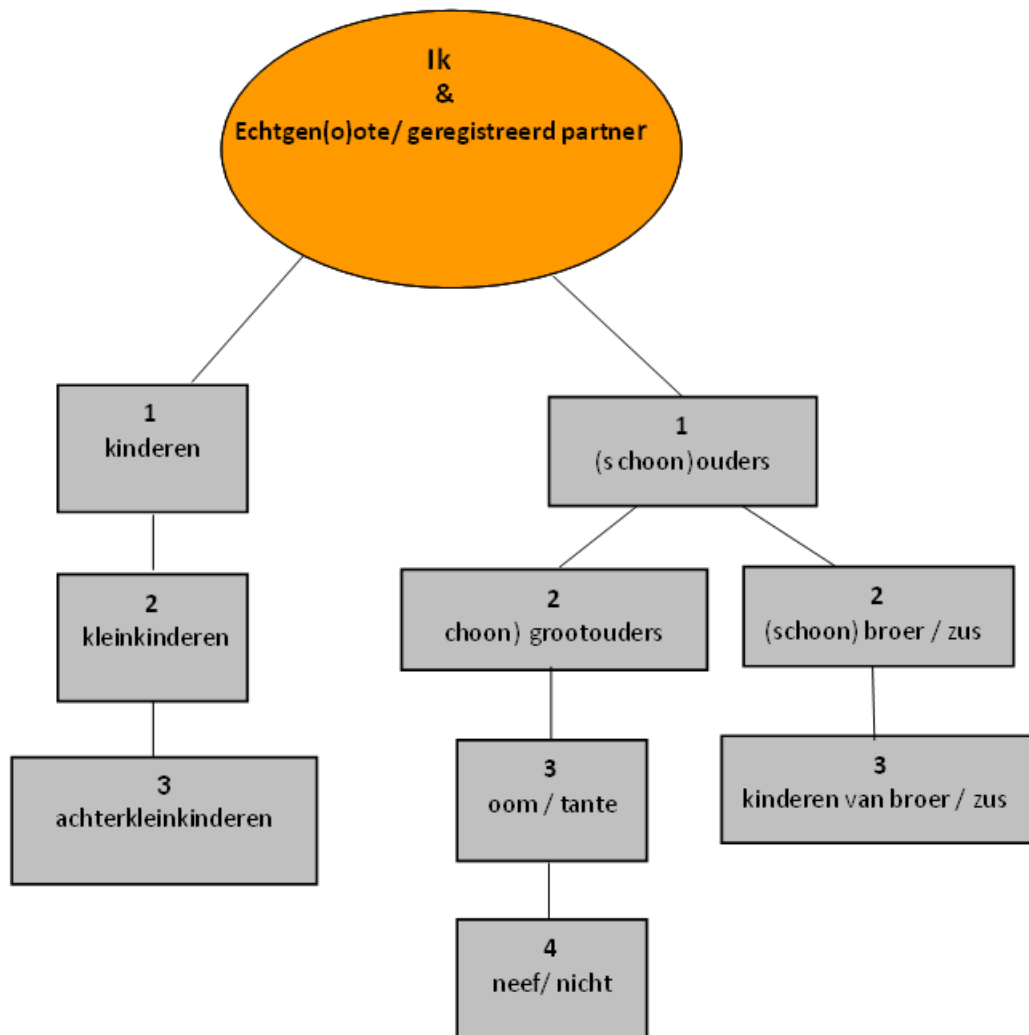 Ik
&
Echtgen(o)ote/ geregistreerd partner
1
kinderen
1
(schoon)ouders
2
kleinkinderen
2
choon) grootouders
2
(schoon) broer / zus
3
achterkleinkinderen
3
oom / tante
3
kinderen van broer / zus
4
neef/ nicht